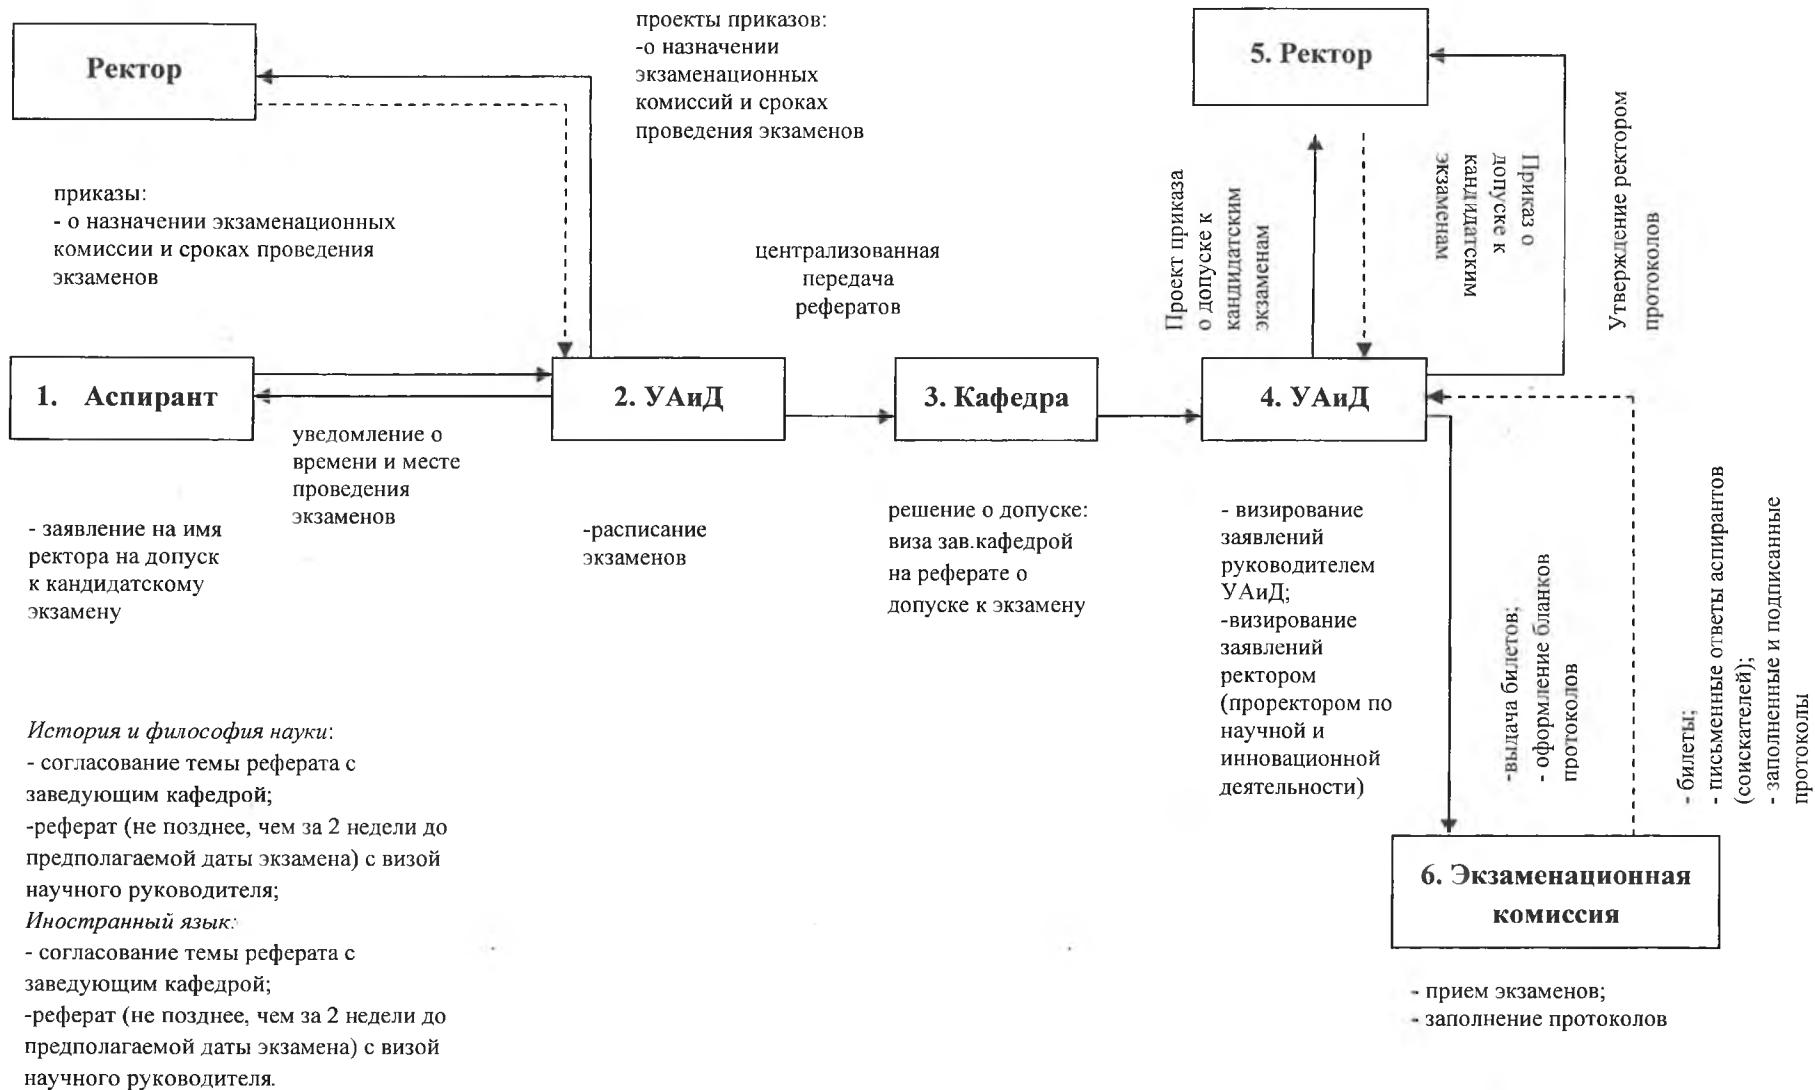 Ректор
проекты приказов:
-о назначении
экзаменационных
комиссий и сроках
проведения экзаменов
5. Ректор
приказы:
- о назначении экзаменационных
комиссии и сроках проведения
экзаменов
централизованная
передача
рефератов
Проект приказа
о допуске к
кандидатским
экзаменам
Приказ о
допуске к
кандидатским
экзаменам
Утверждение ректором
протоколов
1. Аспирант
2. УАиД
3. Кафедра
4. УАиД
уведомление о
времени и месте
проведения
экзаменов
- заявление на имя
ректора на допуск
к кандидатскому
экзамену
-расписание
экзаменов
решение о допуске:
виза зав.кафедрой
на реферате о
допуске к экзамену
- визирование
заявлений
руководителем
УАиД;
-визирование
заявлений
ректором
(проректором по
научной и
инновационной
деятельности)
-выдача билетов;
- оформление бланков
протоколов
- билеты;
- письменные ответы аспирантов
(соискателей);
- заполненные и подписанные
протоколы
История и философия науки:
- согласование темы реферата с
заведующим кафедрой;
-реферат (не позднее, чем за 2 недели до
предполагаемой даты экзамена) с визой
научного руководителя;
Иностранный язык:
- согласование темы реферата с
заведующим кафедрой;
-реферат (не позднее, чем за 2 недели до
предполагаемой даты экзамена) с визой
научного руководителя.
6. Экзаменационная
комиссия
- прием экзаменов;
- заполнение протоколов